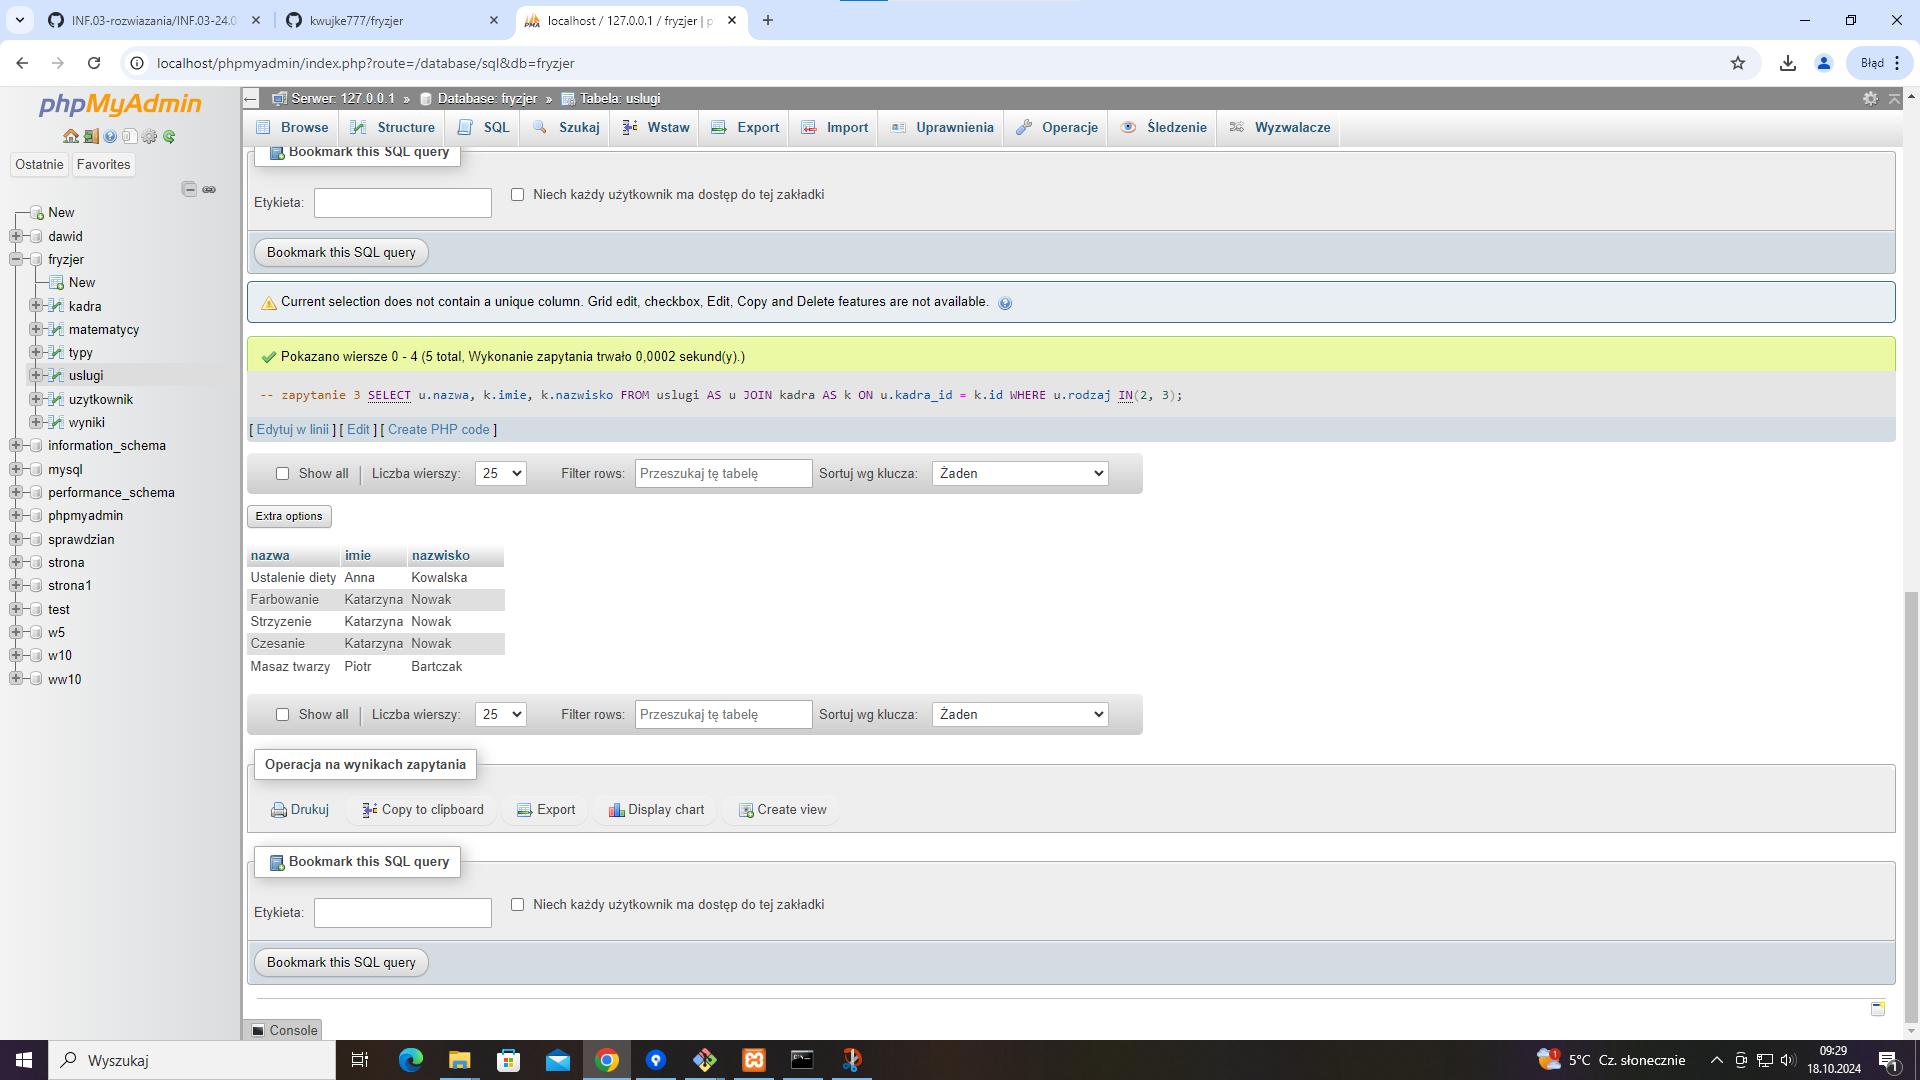 INF.03-rozwiazania/INF.03-24.0
kwujke777/fryzjer
localhost / 127.0.0.1 / fryzjer | p
localhost/phpmyadmin/index.php?route=/database/sql&db=fryzjer
Błąd
phpMyAdmin
Ostatnie
Favorites
New
dawid
fryzjer
New
kadra
matematycy
typy
uslugi
uzytkownik
wyniki
information_schema
mysql
performance_schema
phpmyadmin
sprawdzian
strona
strona1
test
w5
w10
ww10
Serwer: 127.0.0.1 » Database: fryzjer » Tabela: uslugi
Browse Structure SQL Szukaj Wstaw Export Import Uprawnienia Operacje Śledzenie Wyzwalacze
Bookmark this SQL query
Etykieta: Niech każdy użytkownik ma dostęp do tej zakładki
Bookmark this SQL query
Current selection does not contain a unique column. Grid edit, checkbox, Edit, Copy and Delete features are not available.
Pokazano wiersze 0 - 4 (5 total, Wykonanie zapytania trwało 0,0002 sekund(y).)
-- zapytanie 3 SELECT u.nazwa, k.imie, k.nazwisko FROM uslugi AS u JOIN kadra AS k ON u.kadra_id = k.id WHERE u.rodzaj IN(2, 3);
[ Edytuj w linii ] [ Edit ] [ Create PHP code ]
Show all | Liczba wierszy: 25 Filter rows: Przeszukaj tę tabelę Sortuj wg klucza: Żaden
Extra options
nazwa imie nazwisko
Ustalenie diety Anna Kowalska
Farbowanie Katarzyna Nowak
Strzyzenie Katarzyna Nowak
Czesanie Katarzyna Nowak
Masaz twarzy Piotr Bartczak
Show all | Liczba wierszy: 25 Filter rows: Przeszukaj tę tabelę Sortuj wg klucza: Żaden
Operacja na wynikach zapytania
Drukuj Copy to clipboard Export Display chart Create view
Bookmark this SQL query
Etykieta: Niech każdy użytkownik ma dostęp do tej zakładki
Bookmark this SQL query
Console
Wyszukaj
5°C Cz. słonecznie
09:29
18.10.2024
1